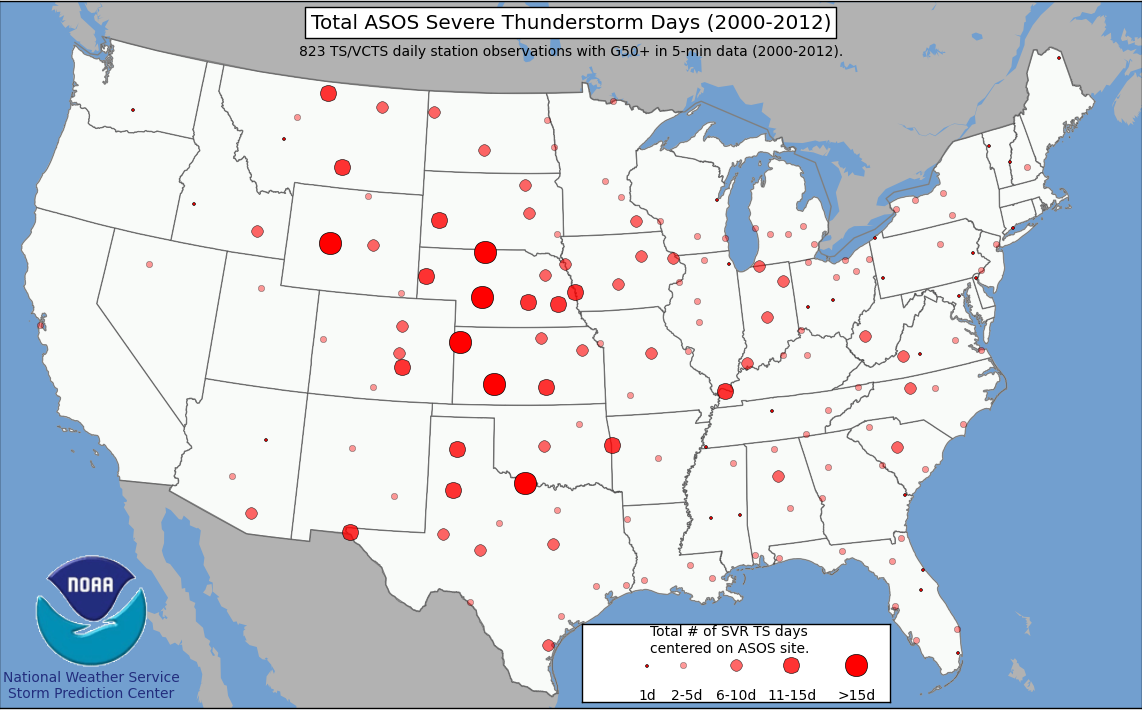 Total ASOS Severe Thunderstorm Days (2000-2012)
823 TS/VCTS daily station observations with G50+ in 5-min data (2000-2012).
NOAA
National Weather Service
Storm Prediction Center
Total # of SVR TS days
centered on ASOS site.
1d 2-5d 6-10d 11-15d >15d